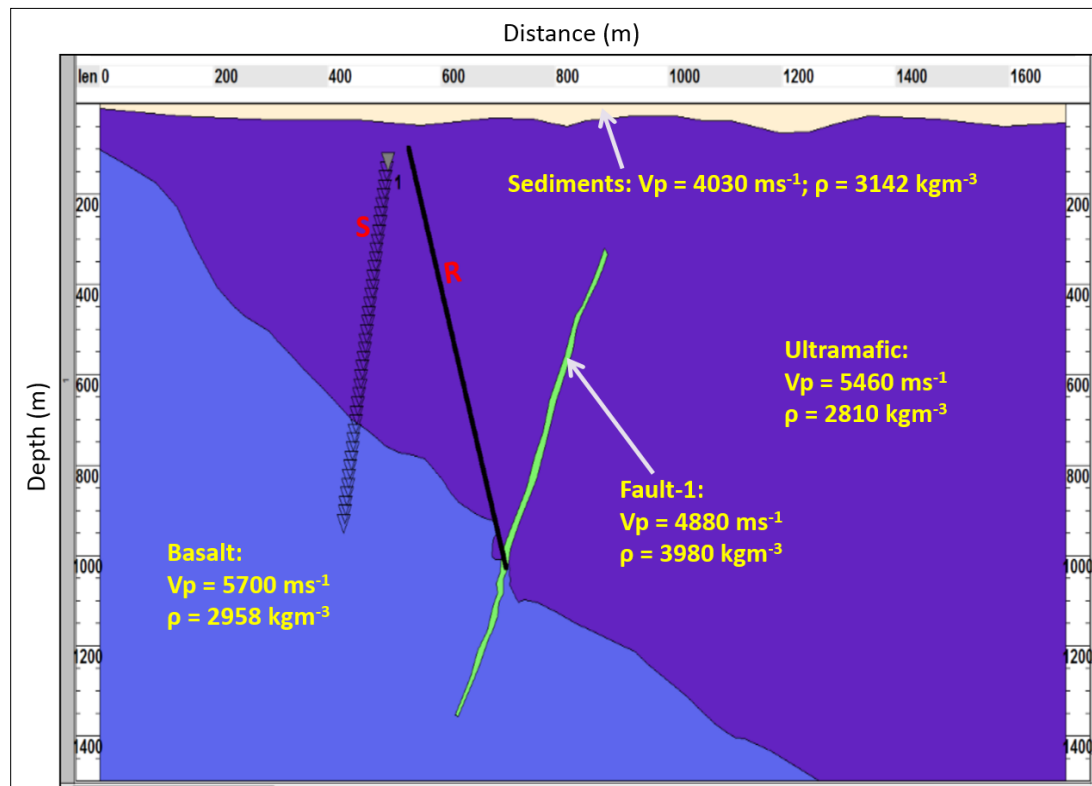 Distance (m)
len 0 200 400 600 800 1000 1200 1400 1600
Sediments: Vp = 4030 ms⁻¹; ρ = 3142 kgm⁻³
1
S
R
200 200
400 400
Ultramafic:
Vp = 5460 ms⁻¹
ρ = 2810 kgm⁻³
1
600 600
Depth (m)
800 800
Fault-1:
Vp = 4880 ms⁻¹
ρ = 3980 kgm⁻³
Basalt:
Vp = 5700 ms⁻¹
ρ = 2958 kgm⁻³
1000 1000
1200 1200
1400 1400